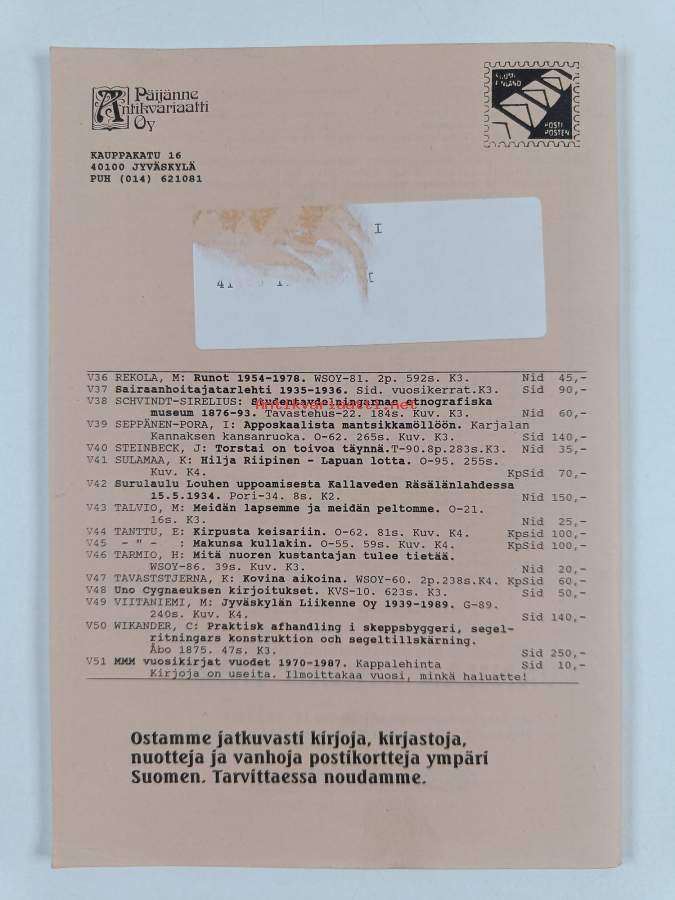 Päijänne
Antikvariaatti
Oy
SUOMI
FINLAND
POSTI
POSTEN
KAUPPAKATU 16
40100 JYVÄSKYLÄ
PUH (014) 621081
I
41
V36 REKOLA, M: Runot 1954-1978. WSOY-81. 2p. 592s. K3. Nid 45,-
V37 Sairaanhoitajatarlehti 1935-1936. Sid. vuosikerrat.K3. Sid 90,-
V38 SCHVINDT-SIRELIUS: Studentavdelningarnas etnografiska
museum 1876-93. Tavastehus-22. 184s. Kuv. K3. Nid 60,-
Antikvariaatti.net
V39 SEPPÄNEN-PORA, I: Apposkaalista mantsikkamöllöön. Karjalan
Kannaksen kansanruoka. O-62. 265s. Kuv. K3. Sid 140,-
V40 STEINBECK, J: Torstai on toivoa täynnä.T-90.8p.283s.K3. Nid 35,-
V41 SULAMAA, K: Hilja Riipinen - Lapuan lotta. O-95. 255s.
Kuv. K4. KpSid 70,-
V42 Surulaulu Louhen uppoamisesta Kallaveden Räsälänlahdessa
15.5.1934. Pori-34. 8s. K2. Nid 150,-
V43 TALVIO, M: Meidän lapsemme ja meidän peltomme. O-21.
16s. K3. Nid 25,-
V44 TANTTU, E: Kirpusta keisariin. O-62. 81s. Kuv. K4. KpSid 100,-
V45 - " - : Makunsa kullakin. O-55. 59s. Kuv. K4. KpSid 100,-
V46 TARMIO, H: Mitä nuoren kustantajan tulee tietää.
WSOY-86. 39s. Kuv. K3. Nid 20,-
V47 TAVASTSTJERNA, K: Kovina aikoina. WSOY-60. 2p.238s.K4. KpSid 60,-
V48 Uno Cygnaeuksen kirjoitukset. KVS-10. 623s. K3. Sid 50,-
V49 VIITANIEMI, M: Jyväskylän Liikenne Oy 1939-1989. G-89.
240s. Kuv. K4. Sid 140,-
V50 WIKANDER, C: Praktisk afhandling i skeppsbyggeri, segel-
ritningars konstruktion och segeltillskärning.
Åbo 1875. 47s. K3. Sid 250,-
V51 MMM vuosikirjat vuodet 1970-1987. Kappalehinta Sid 10,-
Kirjoja on useita. Ilmoittakaa vuosi, minkä haluatte!
Ostamme jatkuvasti kirjoja, kirjastoja,
nuotteja ja vanhoja postikortteja ympäri
Suomen. Tarvittaessa noudamme.